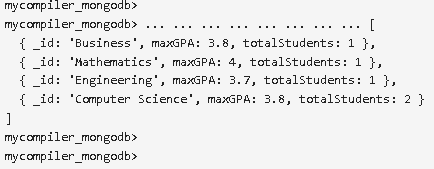 mycompiler_mongodb>
mycompiler_mongodb> ... ... ... ... ... ... ... ... [
  { _id: 'Business', maxGPA: 3.8, totalStudents: 1 },
  { _id: 'Mathematics', maxGPA: 4, totalStudents: 1 },
  { _id: 'Engineering', maxGPA: 3.7, totalStudents: 1 },
  { _id: 'Computer Science', maxGPA: 3.8, totalStudents: 2 }
]
mycompiler_mongodb>
mycompiler_mongodb>